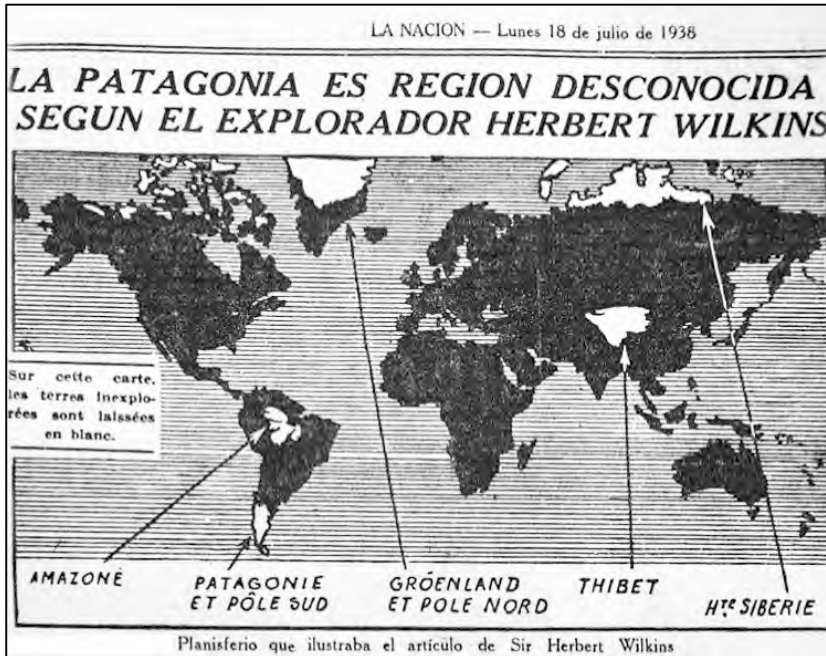 LA NACION — Lunes 18 de julio de 1938
LA PATAGONIA ES REGION DESCONOCIDA
SEGUN EL EXPLORADOR HERBERT WILKINS
Sur cette carte,
les terres inexplo-
rées sont laissées
en blanc.
AMAZONE
PATAGONIE
ET PÔLE SUD
GRÖENLAND
ET POLE NORD
THIBET
HTE SIBERIE
Planisferio que ilustraba el artículo de Sir Herbert Wilkins